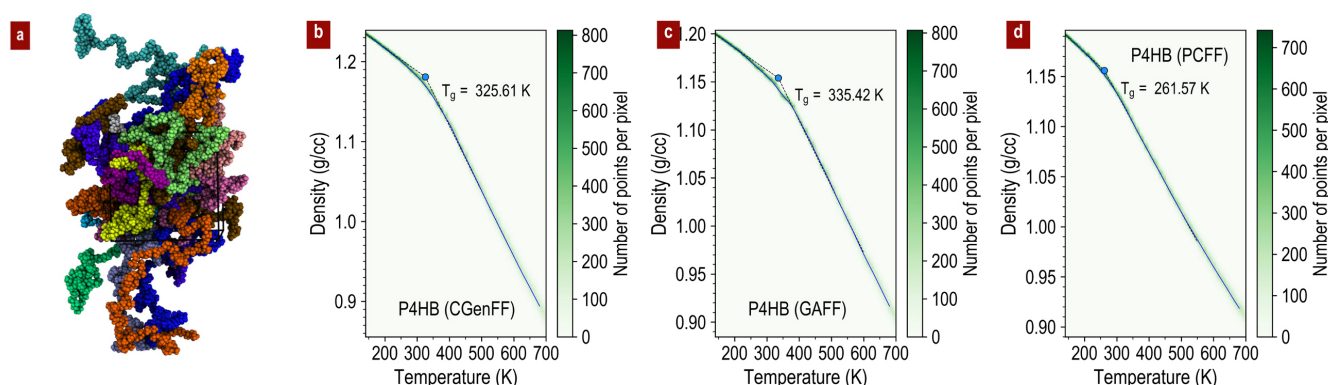 a
b
1.2
1.1
1.0
0.9
Density (g/cc)
T_g = 325.61 K
P4HB (CGenFF)
200 300 400 500 600 700
Temperature (K)
800
700
600
500
400
300
200
100
0
Number of points per pixel
c
1.20
1.15
1.10
1.05
1.00
0.95
0.90
Density (g/cc)
T_g = 335.42 K
P4HB (GAFF)
200 300 400 500 600 700
Temperature (K)
800
700
600
500
400
300
200
100
0
Number of points per pixel
d
1.15
1.10
1.05
1.00
0.95
0.90
Density (g/cc)
P4HB (PCFF)
T_g = 261.57 K
200 300 400 500 600 700
Temperature (K)
700
600
500
400
300
200
100
0
Number of points per pixel